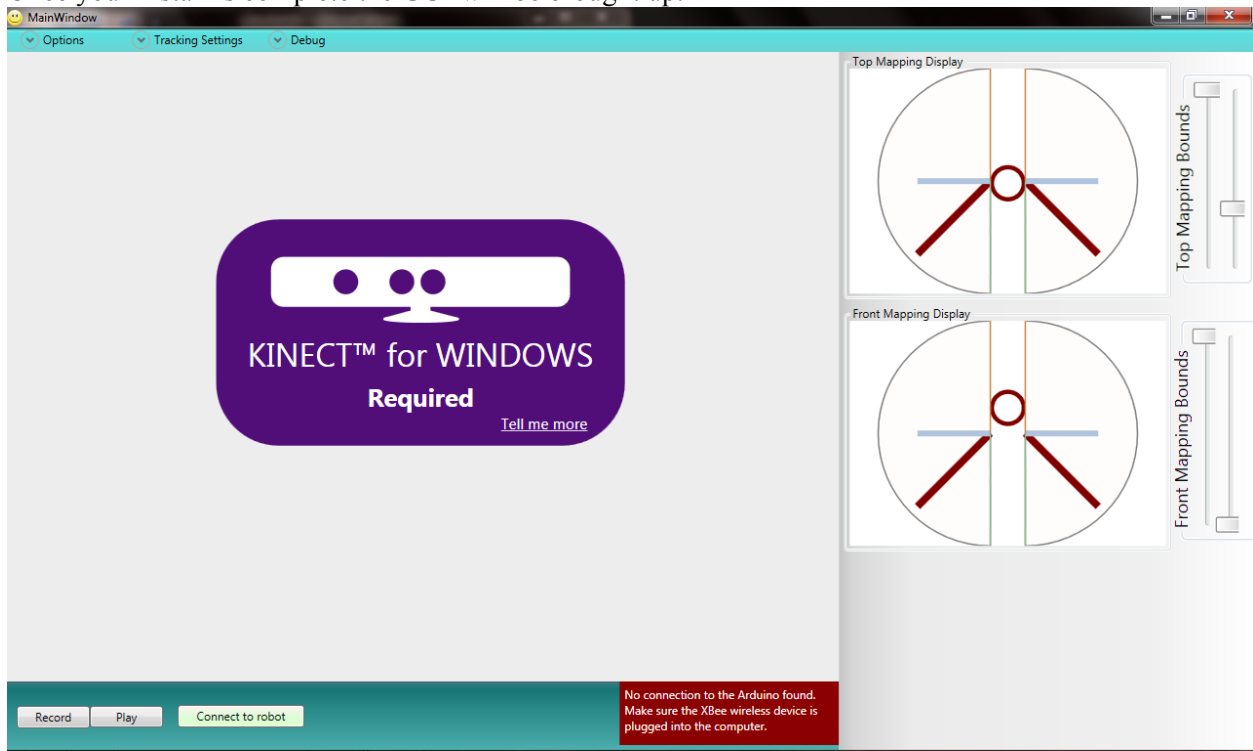 MainWindow
Options Tracking Settings Debug
Top Mapping Display
Top Mapping Bounds
KINECT™ for WINDOWS
Required
Tell me more
Front Mapping Display
Front Mapping Bounds
Record Play Connect to robot
No connection to the Arduino found.
Make sure the XBee wireless device is
plugged into the computer.